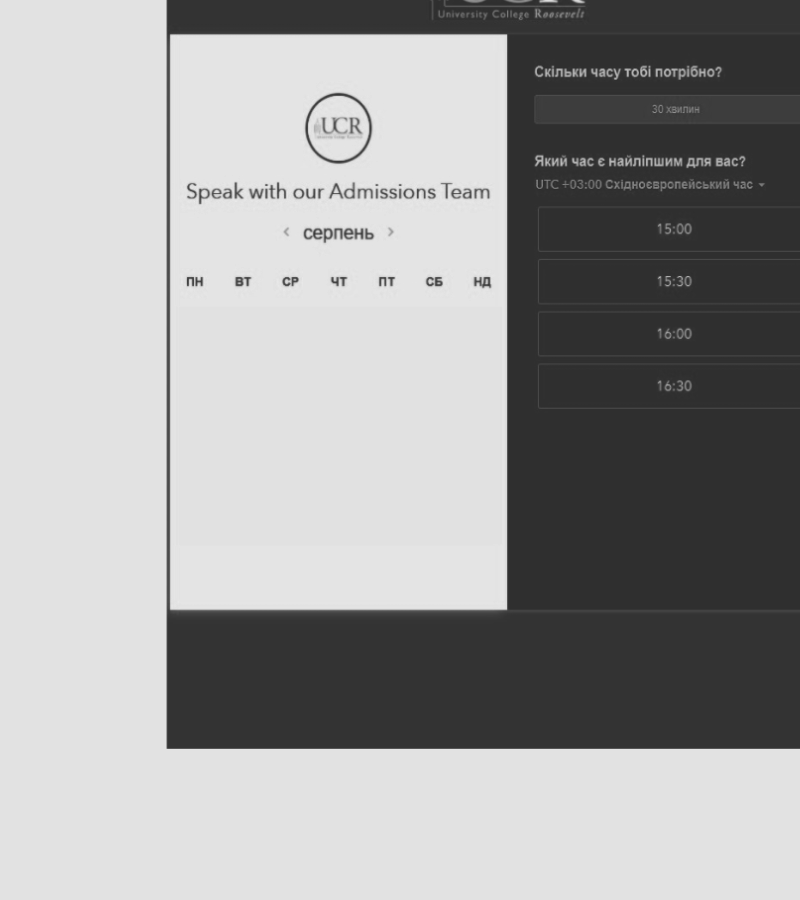 University College Roosevelt
UCR
Speak with our Admissions Team
< серпень >
ПН ВТ СР ЧТ ПТ СБ НД
Скільки часу тобі потрібно?
30 хвилин
Який час є найліпшим для вас?
UTC +03:00 Східноєвропейський час
15:00
15:30
16:00
16:30